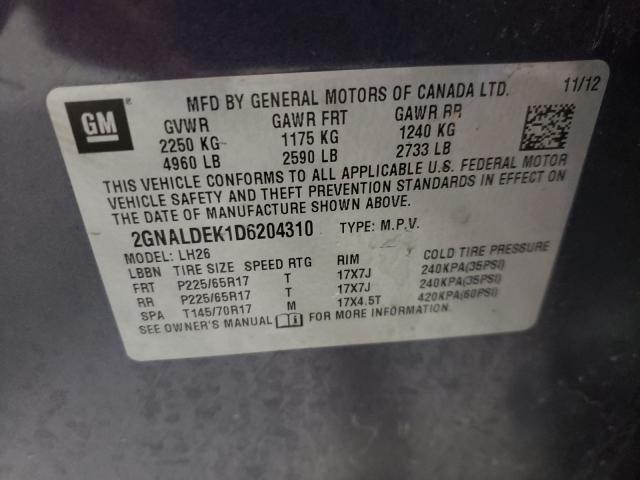 GM
®
MFD BY GENERAL MOTORS OF CANADA LTD. 11/12
GVWR GAWR FRT GAWR RR
2250 KG 1175 KG 1240 KG
4960 LB 2590 LB 2733 LB
THIS VEHICLE CONFORMS TO ALL APPLICABLE U.S. FEDERAL MOTOR
VEHICLE SAFETY AND THEFT PREVENTION STANDARDS IN EFFECT ON
THE DATE OF MANUFACTURE SHOWN ABOVE.
2GNALDEK1D6204310 TYPE: M.P.V.
MODEL: LH26
LBBN TIRE SIZE SPEED RTG RIM COLD TIRE PRESSURE
FRT P225/65R17 T 17X7J 240KPA(35PSI)
RR P225/65R17 T 17X7J 240KPA(35PSI)
SPA T145/70R17 M 17X4.5T 420KPA(60PSI)
SEE OWNER'S MANUAL FOR MORE INFORMATION.